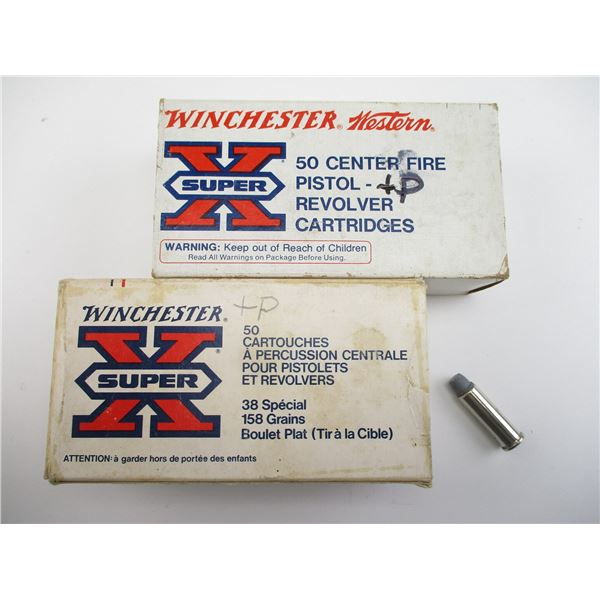 WINCHESTER® Western®
X SUPER ®
50 CENTER FIRE
PISTOL - +P
REVOLVER
CARTRIDGES
WARNING: Keep out of Reach of Children
Read All Warnings on Package Before Using.
WINCHESTER® +P
X SUPER ®
50
CARTOUCHES
À PERCUSSION CENTRALE
POUR PISTOLETS
ET REVOLVERS
38 Spécial
158 Grains
Boulet Plat (Tir à la Cible)
ATTENTION: à garder hors de portée des enfants